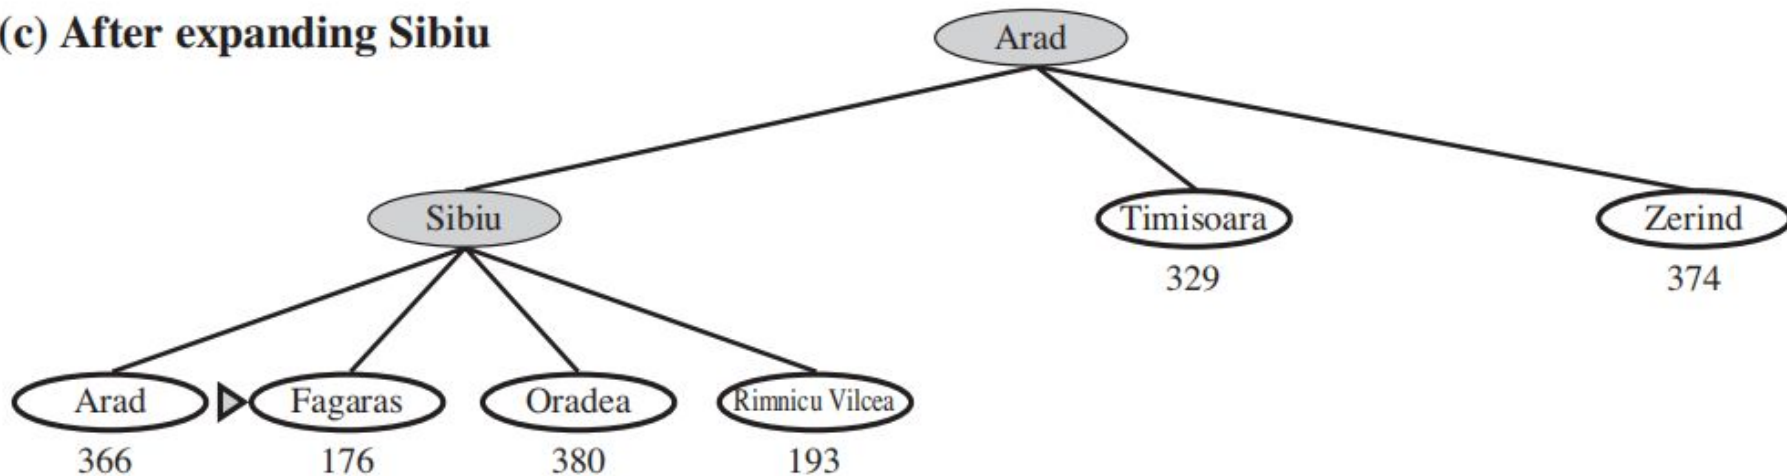 (c) After expanding Sibiu
Arad
Sibiu
Timisoara
Zerind
329
374
Arad
Fagaras
Oradea
Rimnicu Vilcea
366
176
380
193